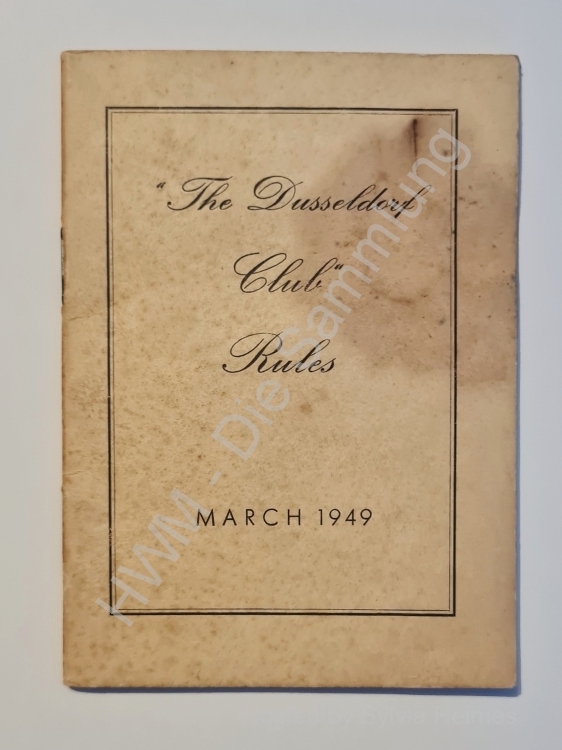 "The Dusseldorf
Club"
Rules
MARCH 1949
HWM - Die Sammlung